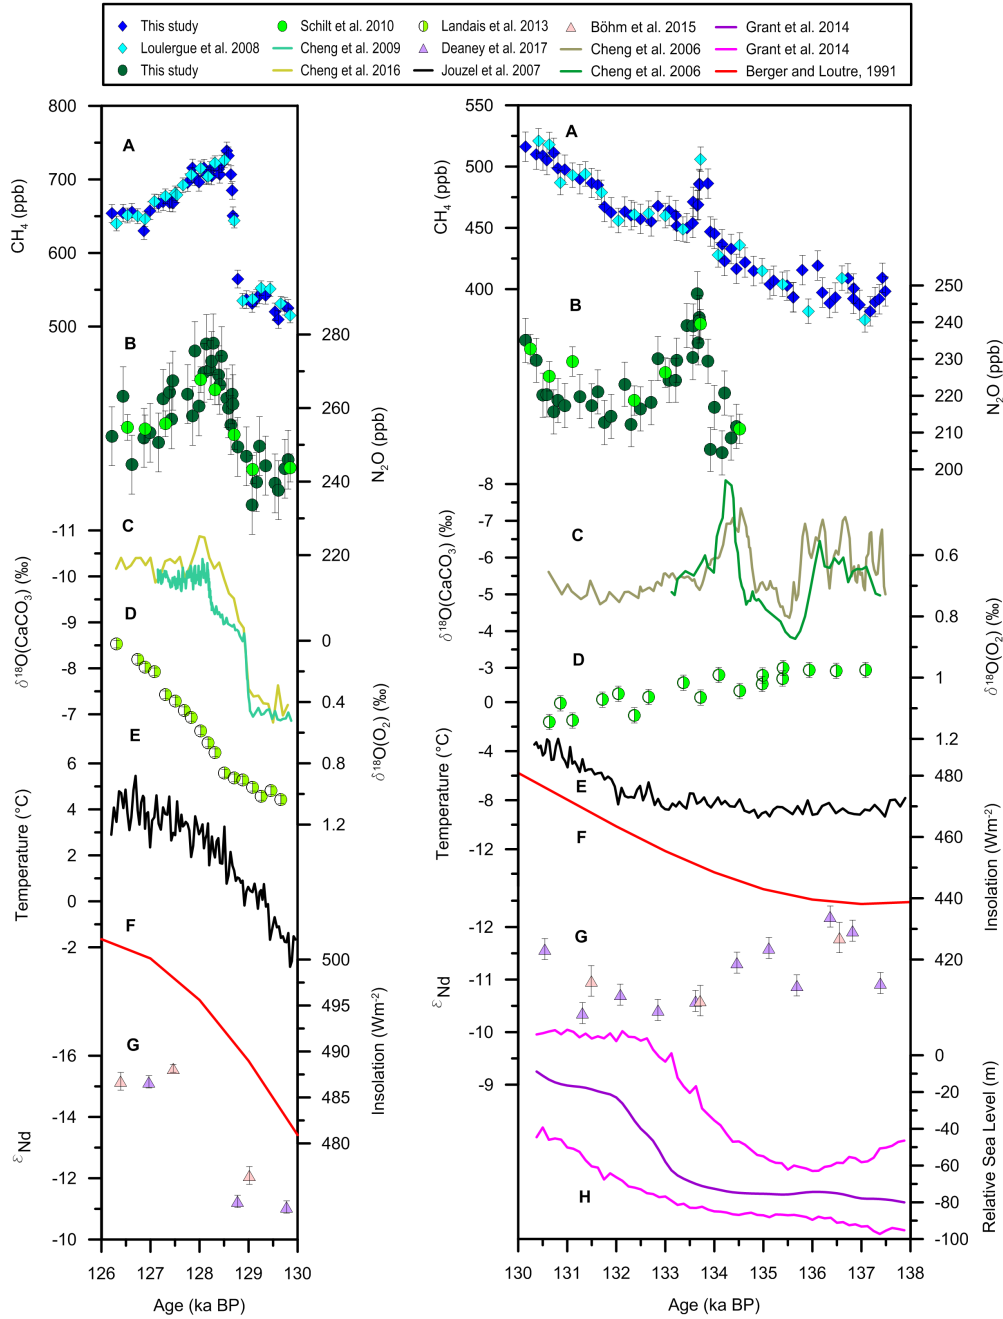 This study
Schilt et al. 2010
Landais et al. 2013
Böhm et al. 2015
Grant et al. 2014
Loulergue et al. 2008
Cheng et al. 2009
Deaney et al. 2017
Cheng et al. 2006
Grant et al. 2014
This study
Cheng et al. 2016
Jouzel et al. 2007
Cheng et al. 2006
Berger and Loutre, 1991
800
700
600
500
CH4 (ppb)
A
280
260
240
220
N2O (ppb)
B
-11
-10
-9
-8
-7
δ18O(CaCO3) (‰)
C
0
0.4
0.8
1.2
δ18O(O2) (‰)
D
6
4
2
0
-2
Temperature (°C)
E
500
495
490
485
480
Insolation (Wm-2)
F
-16
-14
-12
-10
εNd
G
126
127
128
129
130
Age (ka BP)
550
500
450
400
CH4 (ppb)
A
250
240
230
220
210
200
N2O (ppb)
B
-8
-7
-6
-5
-4
-3
δ18O(CaCO3) (‰)
C
0.6
0.8
1
1.2
δ18O(O2) (‰)
D
0
-4
-8
-12
Temperature (°C)
E
480
460
440
420
Insolation (Wm-2)
F
-12
-11
-10
-9
εNd
G
0
-20
-40
-60
-80
-100
Relative Sea Level (m)
H
130
131
132
133
134
135
136
137
138
Age (ka BP)